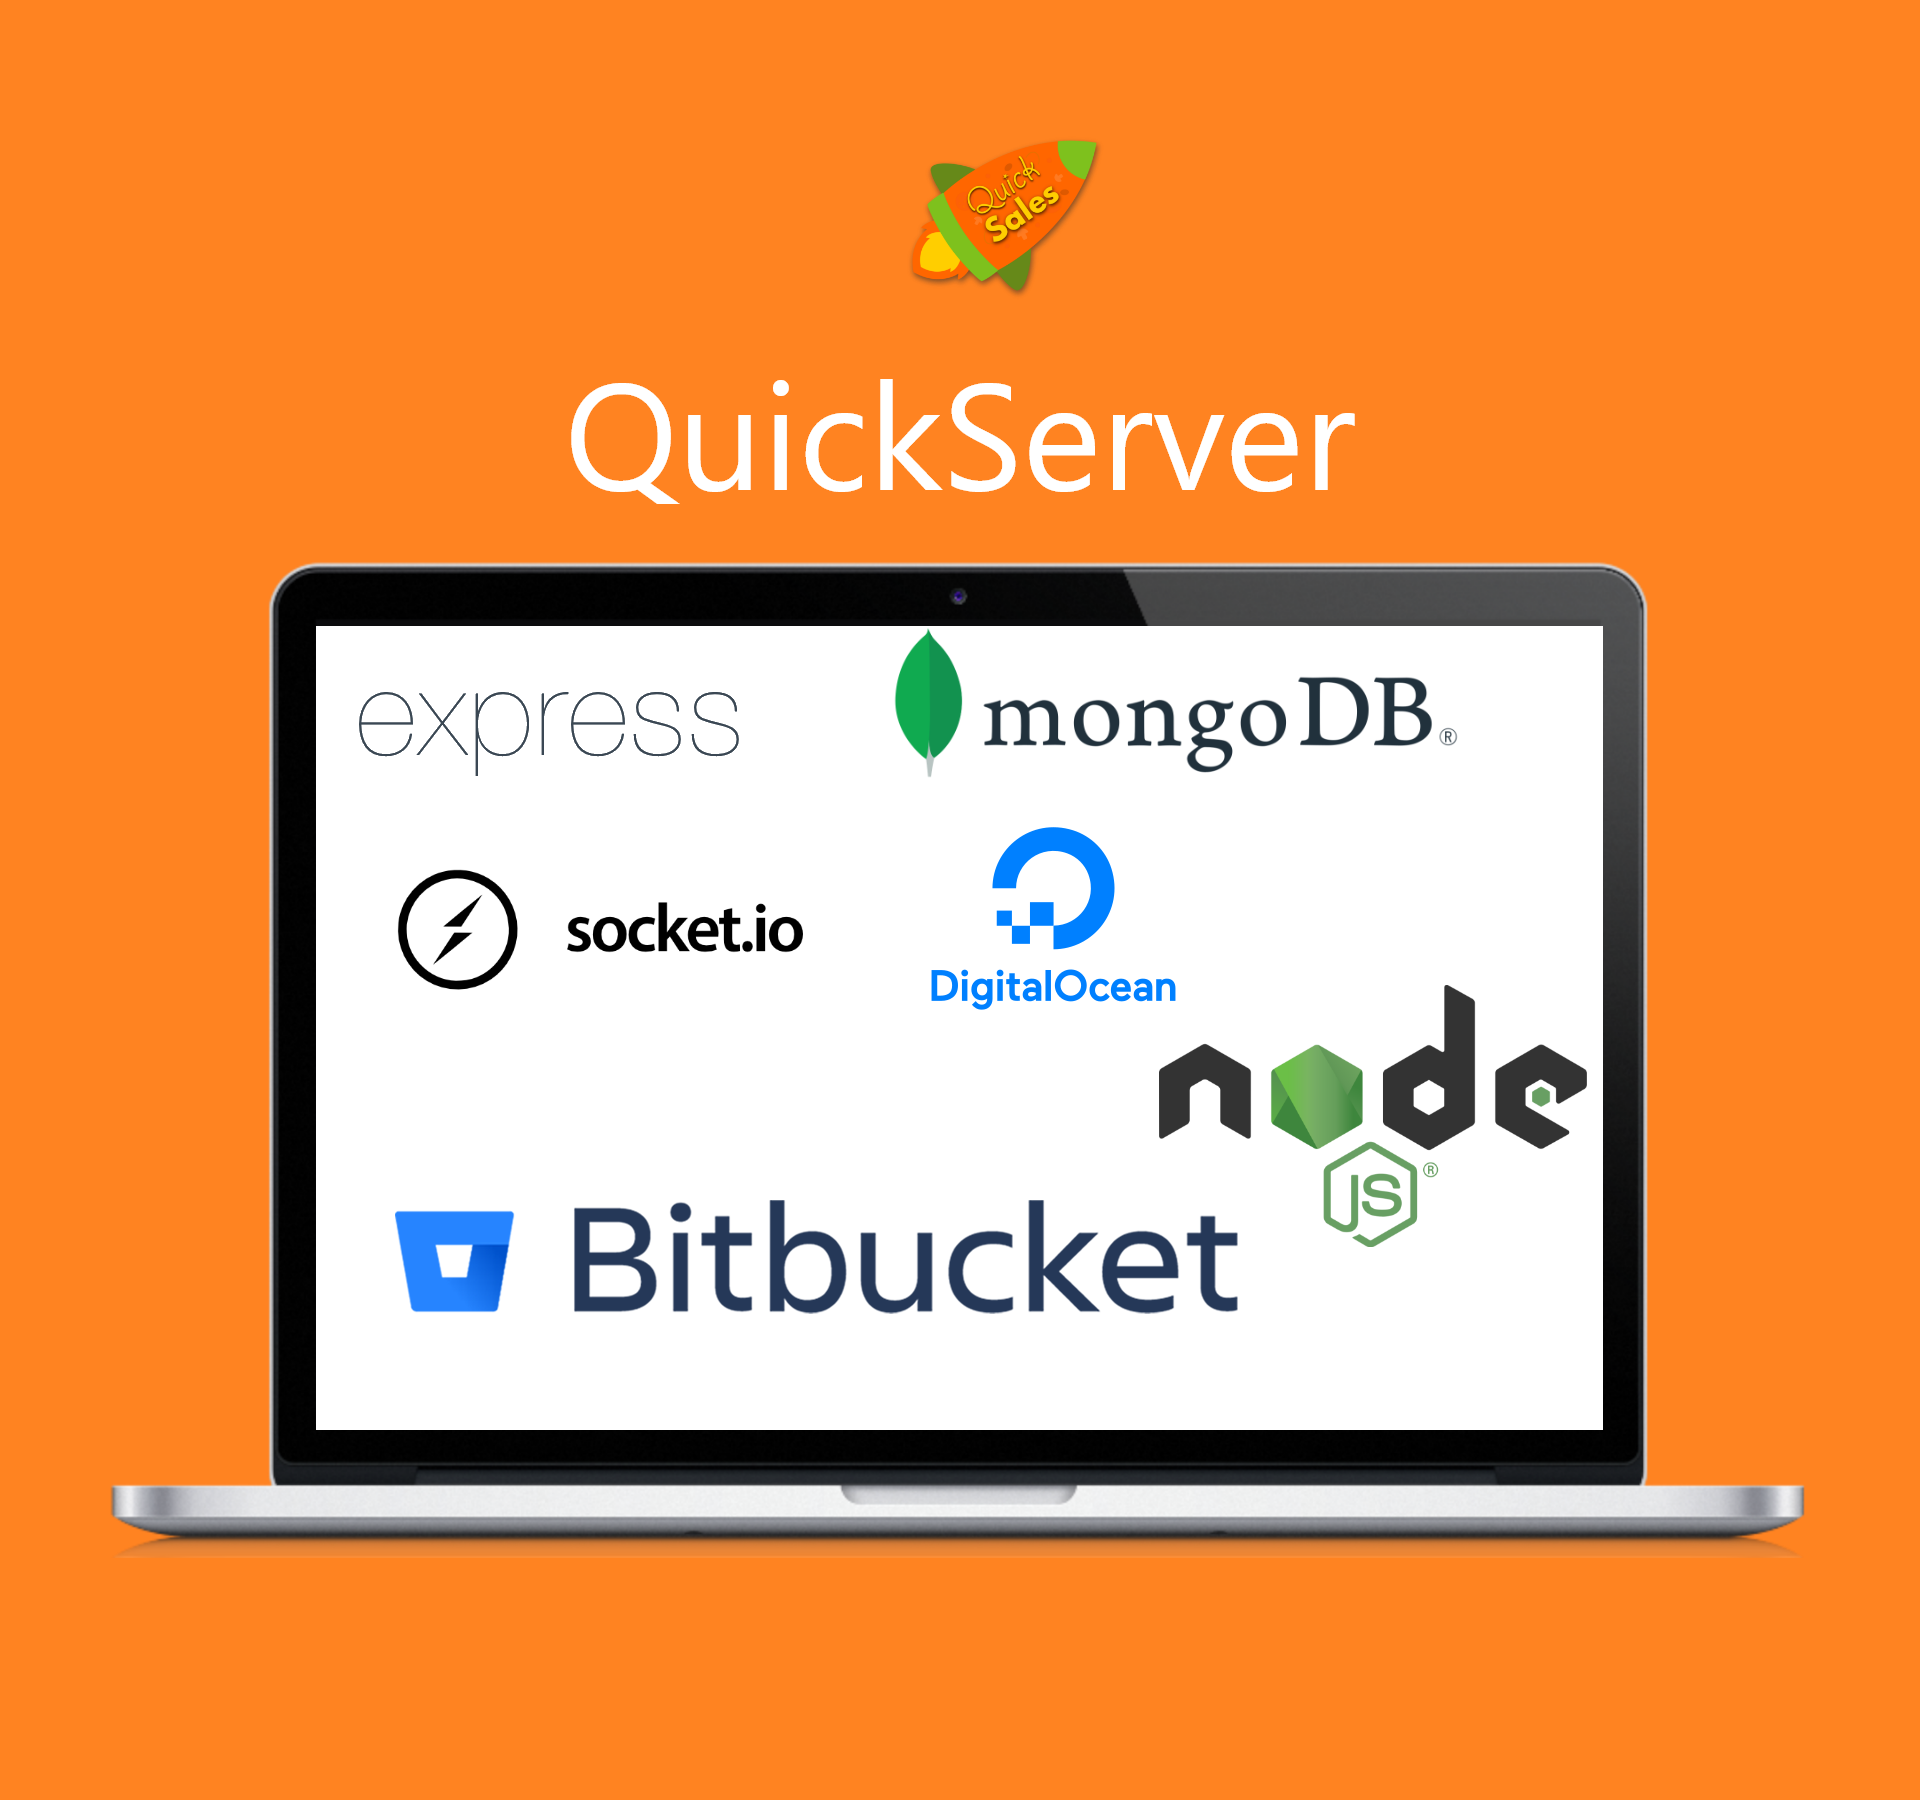 Quick
Sales
QuickServer
express
mongoDB®
socket.io
DigitalOcean
node
JS®
Bitbucket